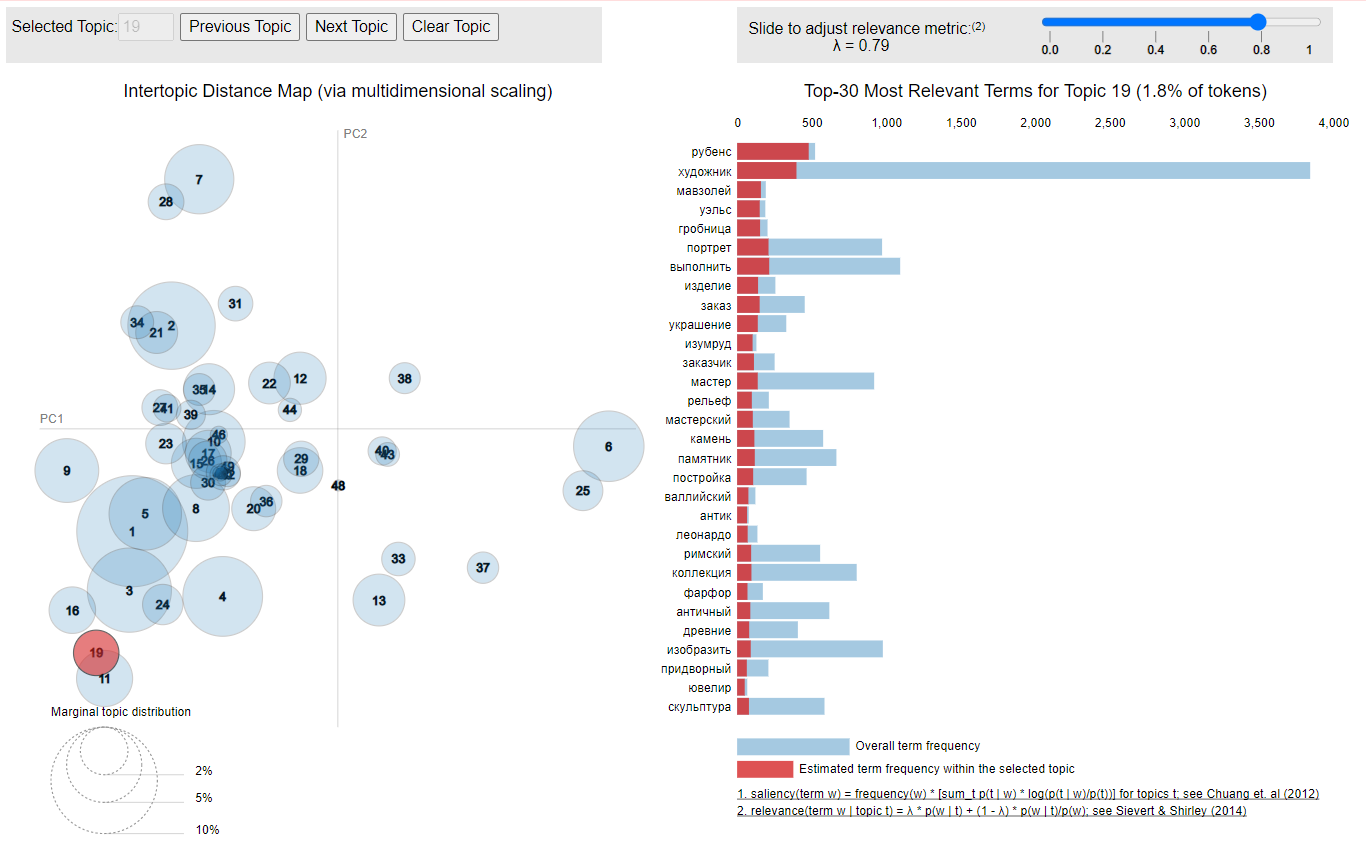 Selected Topic: 19 Previous Topic Next Topic Clear Topic
Slide to adjust relevance metric:(2)
λ = 0.79
0.0 0.2 0.4 0.6 0.8 1
Intertopic Distance Map (via multidimensional scaling)
PC2
PC1
7
28
31
34
2
21
35
14
22
12
38
27
41
39
44
46
10
23
17
26
15
9
29
18
40
43
6
30
48
25
36
20
8
5
1
33
37
3
4
24
16
13
19
11
Marginal topic distribution
2%
5%
10%
Top-30 Most Relevant Terms for Topic 19 (1.8% of tokens)
0 500 1,000 1,500 2,000 2,500 3,000 3,500 4,000
рубенс
художник
мавзолей
уэльс
гробница
портрет
выполнить
изделие
заказ
украшение
изумруд
заказчик
мастер
рельеф
мастерский
камень
памятник
постройка
валлийский
антик
леонардо
римский
коллекция
фарфор
античный
древние
изобразить
придворный
ювелир
скульптура
Overall term frequency
Estimated term frequency within the selected topic
1. saliency(term w) = frequency(w) * [sum_t p(t | w) * log(p(t | w)/p(t))] for topics t; see Chuang et. al (2012)
2. relevance(term w | topic t) = λ * p(w | t) + (1 - λ) * p(w | t)/p(w); see Sievert & Shirley (2014)